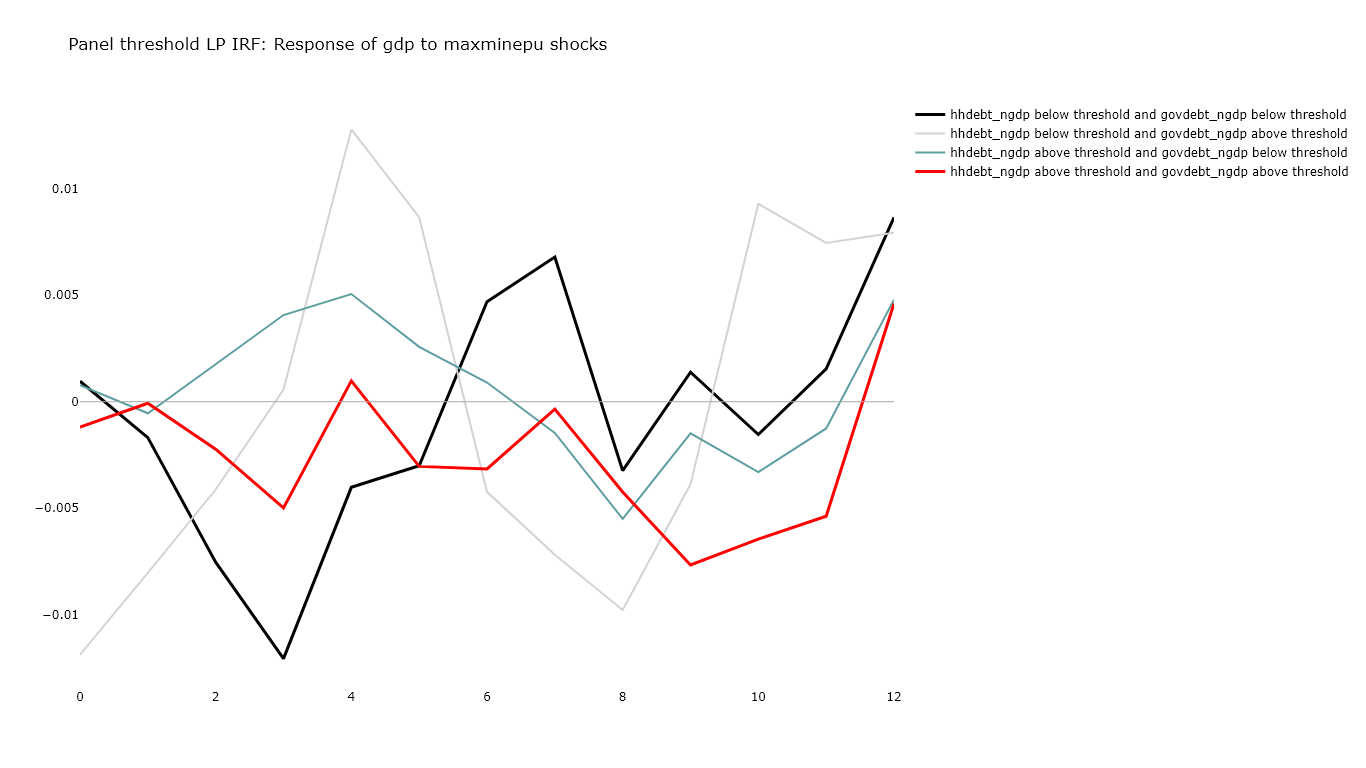 Panel threshold LP IRF: Response of gdp to maxminepu shocks
hhdebt_ngdp below threshold and govdebt_ngdp below threshold
hhdebt_ngdp below threshold and govdebt_ngdp above threshold
hhdebt_ngdp above threshold and govdebt_ngdp below threshold
hhdebt_ngdp above threshold and govdebt_ngdp above threshold
0.01
0.005
0
−0.005
−0.01
0 2 4 6 8 10 12